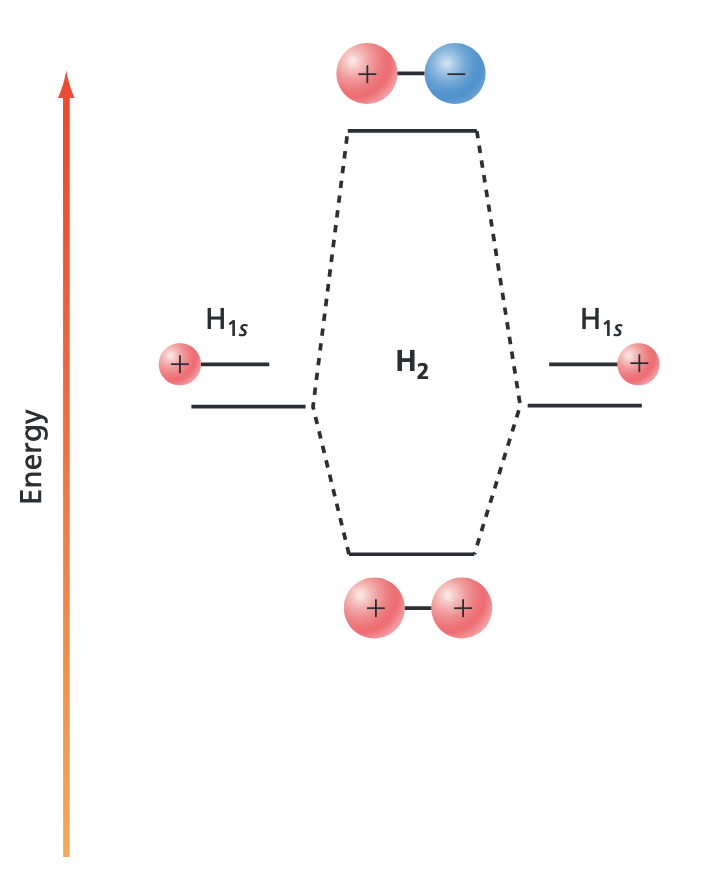 + −
H1s
H1s
+
+
H2
Energy
+ +